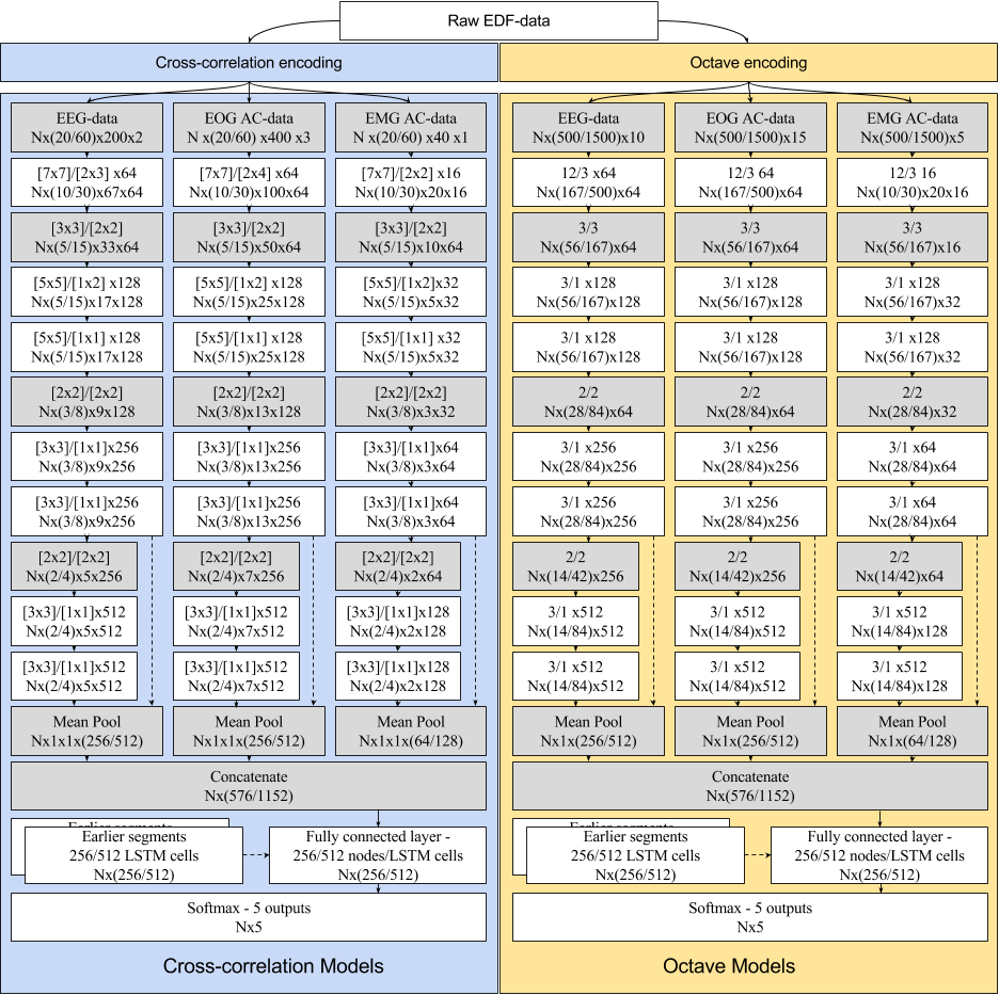 Raw EDF-data
Cross-correlation encoding
EEG-data
Nx(20/60)x200x2
[7x7]/[2x3] x64
Nx(10/30)x67x64
[3x3]/[2x2]
Nx(5/15)x33x64
[5x5]/[1x2] x128
Nx(5/15)x17x128
[5x5]/[1x1] x128
Nx(5/15)x17x128
[2x2]/[2x2]
Nx(3/8)x9x128
[3x3]/[1x1]x256
Nx(3/8)x9x256
[3x3]/[1x1]x256
Nx(3/8)x9x256
[2x2]/[2x2]
Nx(2/4)x5x256
[3x3]/[1x1]x512
Nx(2/4)x5x512
[3x3]/[1x1]x512
Nx(2/4)x5x512
Mean Pool
Nx1x1x(256/512)
EOG AC-data
N x(20/60) x400 x3
[7x7]/[2x4] x64
Nx(10/30)x100x64
[3x3]/[2x2]
Nx(5/15)x50x64
[5x5]/[1x2] x128
Nx(5/15)x25x128
[5x5]/[1x1] x128
Nx(5/15)x25x128
[2x2]/[2x2]
Nx(3/8)x13x128
[3x3]/[1x1]x256
Nx(3/8)x13x256
[3x3]/[1x1]x256
Nx(3/8)x13x256
[2x2]/[2x2]
Nx(2/4)x7x256
[3x3]/[1x1]x512
Nx(2/4)x7x512
[3x3]/[1x1]x512
Nx(2/4)x7x512
Mean Pool
Nx1x1x(256/512)
EMG AC-data
N x(20/60) x40 x1
[7x7]/[2x2] x16
Nx(10/30)x20x16
[3x3]/[2x2]
Nx(5/15)x10x64
[5x5]/[1x2]x32
Nx(5/15)x5x32
[5x5]/[1x1] x32
Nx(5/15)x5x32
[2x2]/[2x2]
Nx(3/8)x3x32
[3x3]/[1x1]x64
Nx(3/8)x3x64
[3x3]/[1x1]x64
Nx(3/8)x3x64
[2x2]/[2x2]
Nx(2/4)x2x64
[3x3]/[1x1]x128
Nx(2/4)x2x128
[3x3]/[1x1]x128
Nx(2/4)x2x128
Mean Pool
Nx1x1x(64/128)
Concatenate
Nx(576/1152)
Earlier segments
Earlier segments
256/512 LSTM cells
Nx(256/512)
Fully connected layer -
256/512 nodes/LSTM cells
Nx(256/512)
Softmax - 5 outputs
Nx5
Cross-correlation Models
Octave encoding
EEG-data
Nx(500/1500)x10
12/3 x64
Nx(167/500)x64
3/3
Nx(56/167)x64
3/1 x128
Nx(56/167)x128
3/1 x128
Nx(56/167)x128
2/2
Nx(28/84)x64
3/1 x256
Nx(28/84)x256
3/1 x256
Nx(28/84)x256
2/2
Nx(14/42)x256
3/1 x512
Nx(14/84)x512
3/1 x512
Nx(14/84)x512
Mean Pool
Nx1x(256/512)
EOG AC-data
Nx(500/1500)x15
12/3 64
Nx(167/500)x64
3/3
Nx(56/167)x64
3/1 x128
Nx(56/167)x128
3/1 x128
Nx(56/167)x128
2/2
Nx(28/84)x64
3/1 x256
Nx(28/84)x256
3/1 x256
Nx(28/84)x256
2/2
Nx(14/42)x256
3/1 x512
Nx(14/84)x512
3/1 x512
Nx(14/84)x512
Mean Pool
Nx1x(256/512)
EMG AC-data
Nx(500/1500)x5
12/3 16
Nx(10/30)x20x16
3/3
Nx(56/167)x16
3/1 x128
Nx(56/167)x32
3/1 x128
Nx(56/167)x32
2/2
Nx(28/84)x32
3/1 x64
Nx(28/84)x64
3/1 x64
Nx(28/84)x64
2/2
Nx(14/42)x64
3/1 x512
Nx(14/84)x128
3/1 x512
Nx(14/84)x128
Mean Pool
Nx1x(64/128)
Concatenate
Nx(576/1152)
Earlier segments
Earlier segments
256/512 LSTM cells
Nx(256/512)
Fully connected layer -
256/512 nodes/LSTM cells
Nx(256/512)
Softmax - 5 outputs
Nx5
Octave Models